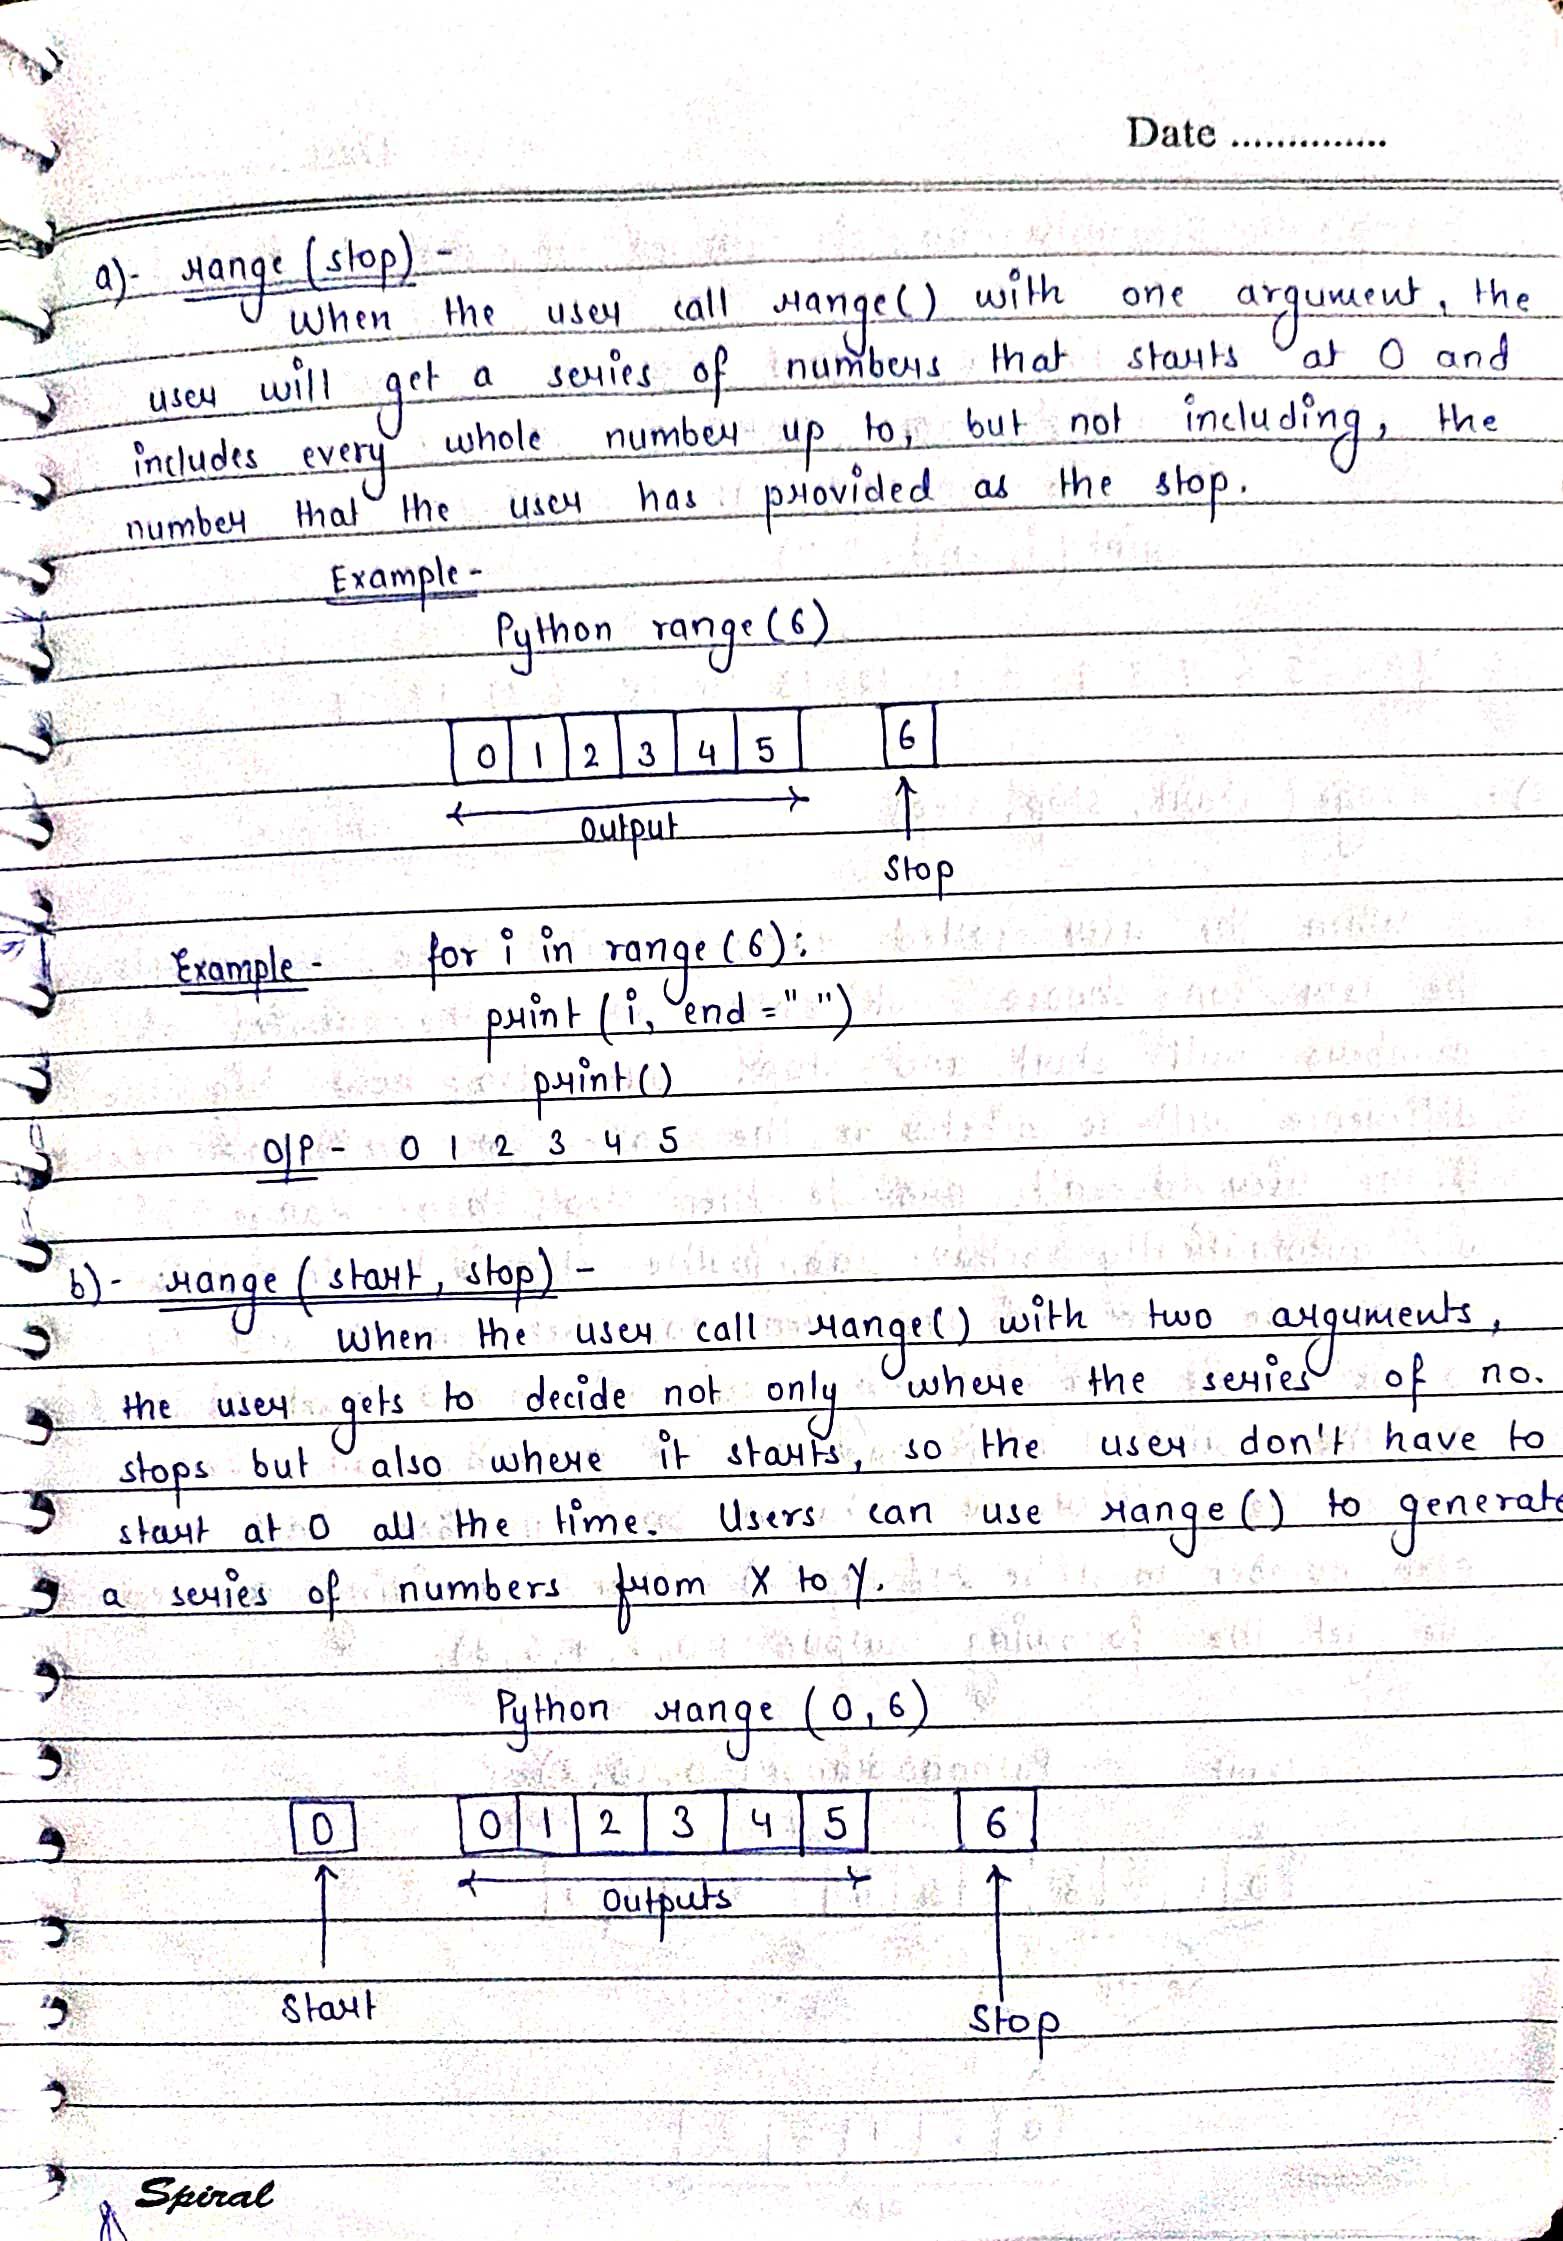 Date ..............
a)- range (stop) -
When the user call range() with one argument, the
user will get a series of numbers that starts at 0 and
includes every whole number up to, but not including, the
number that the user has provided as the stop.
Example -
Python range(6)
0 1 2 3 4 5 6
output
Stop
Example - for i in range(6):
print (i, end = " ")
print()
O/P - 0 1 2 3 4 5
b)- range ( start, stop) -
When the user call range() with two arguments,
the user gets to decide not only where the series of no.
stops but also where it starts, so the user don't have to
start at 0 all the time. Users can use range() to generate
a series of numbers from X to Y.
Python range (0, 6)
0 0 1 2 3 4 5 6
Outputs
Start Stop
Spiral